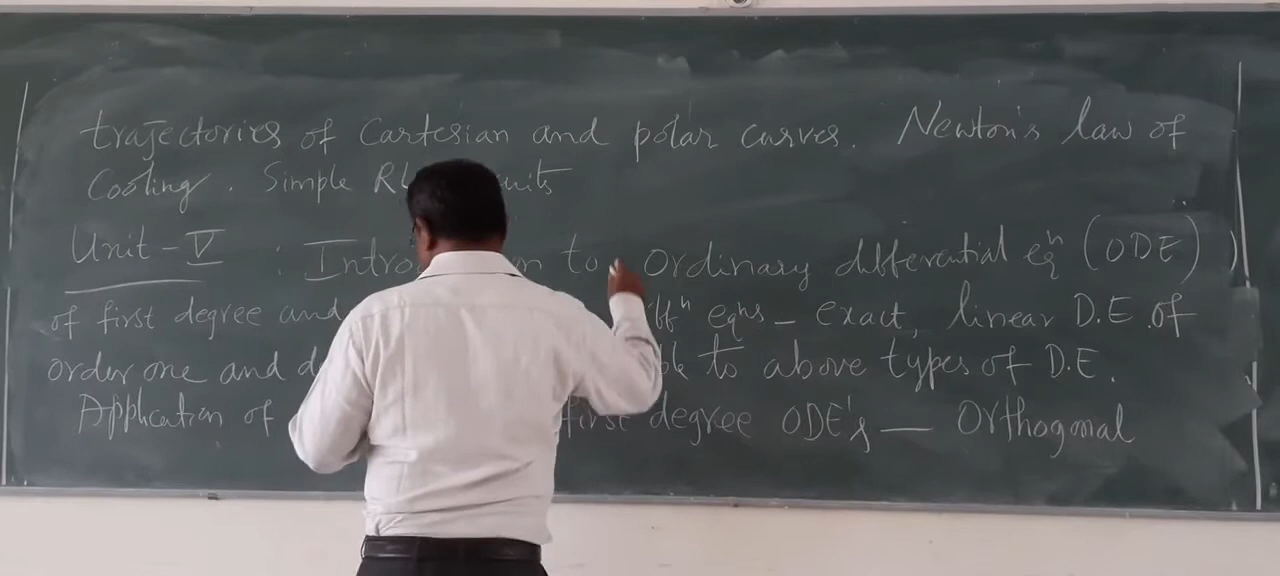 trajectories of Cartesian and polar curves. Newton's law of
Cooling. Simple RL
Unit-V : Intro to Ordinary differential eqⁿ (ODE)
of first degree and diffⁿ eqns - exact, linear D.E of
order one and to above types of D.E.
Application of first degree ODE's — Orthogonal